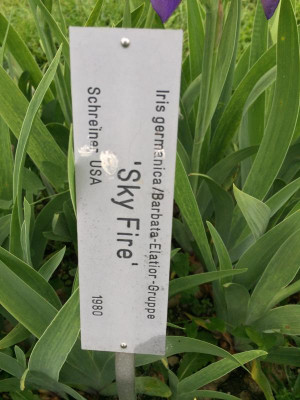 Iris germanica/Barbata-Elatior-Gruppe
'Sky Fire'
Schreiner USA 1980